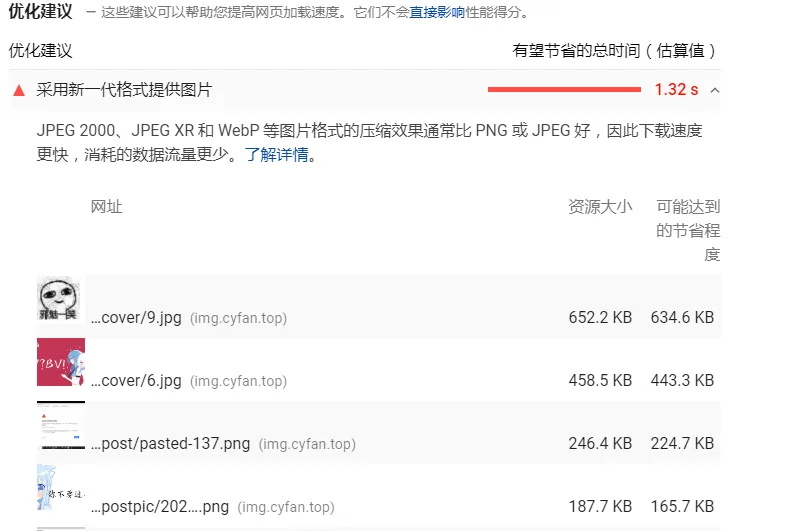 优化建议 — 这些建议可以帮助您提高网页加载速度。它们不会直接影响性能得分。
优化建议 有望节省的总时间（估算值）
采用新一代格式提供图片 1.32 s
JPEG 2000、JPEG XR 和 WebP 等图片格式的压缩效果通常比 PNG 或 JPEG 好，因此下载速度
更快，消耗的数据流量更少。了解详情。
网址 资源大小 可能达到
的节省程
度
邪魅一笑
...cover/9.jpg (img.cyfan.top) 652.2 KB 634.6 KB
??BV!
...cover/6.jpg (img.cyfan.top) 458.5 KB 443.3 KB
...post/pasted-137.png (img.cyfan.top) 246.4 KB 224.7 KB
你不要过
...postpic/202....png (img.cyfan.top) 187.7 KB 165.7 KB